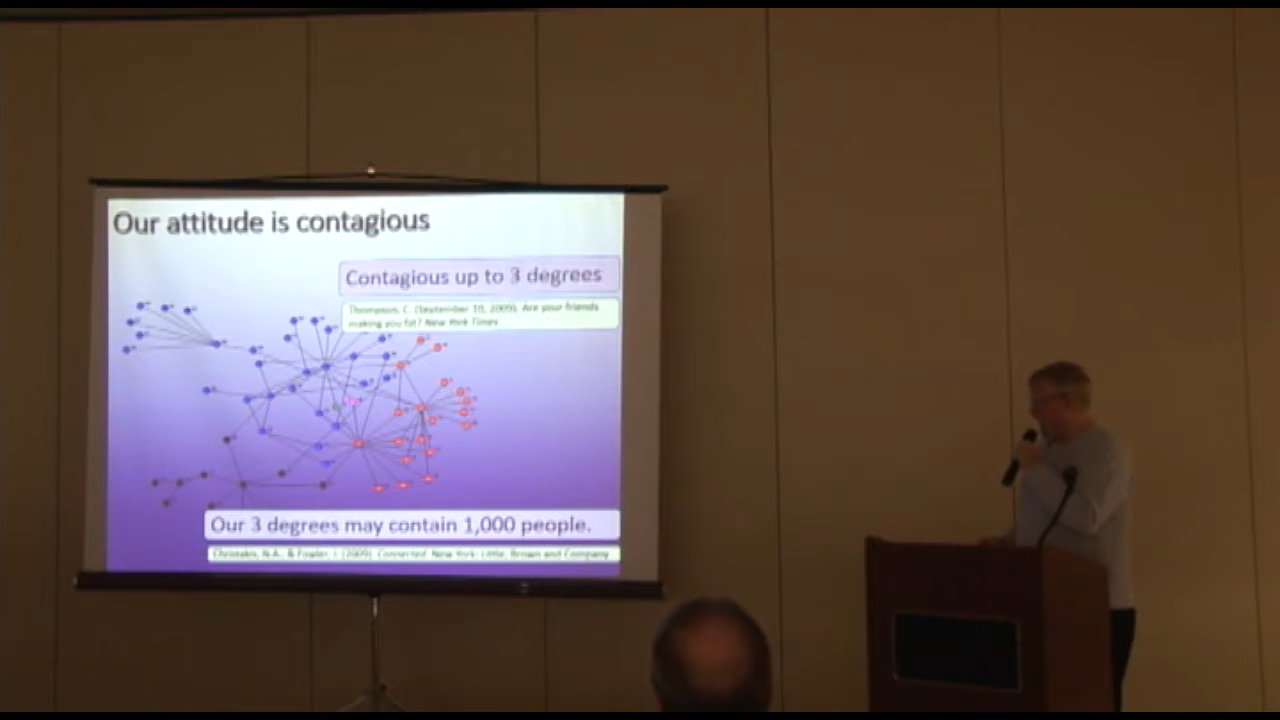 Our attitude is contagious
Contagious up to 3 degrees
Thompson, C. (September 10, 2009). Are your friends
making you fat? New York Times
Our 3 degrees may contain 1,000 people.
Christakis, N.A., & Fowler, J. (2009). Connected. New York: Little, Brown and Company